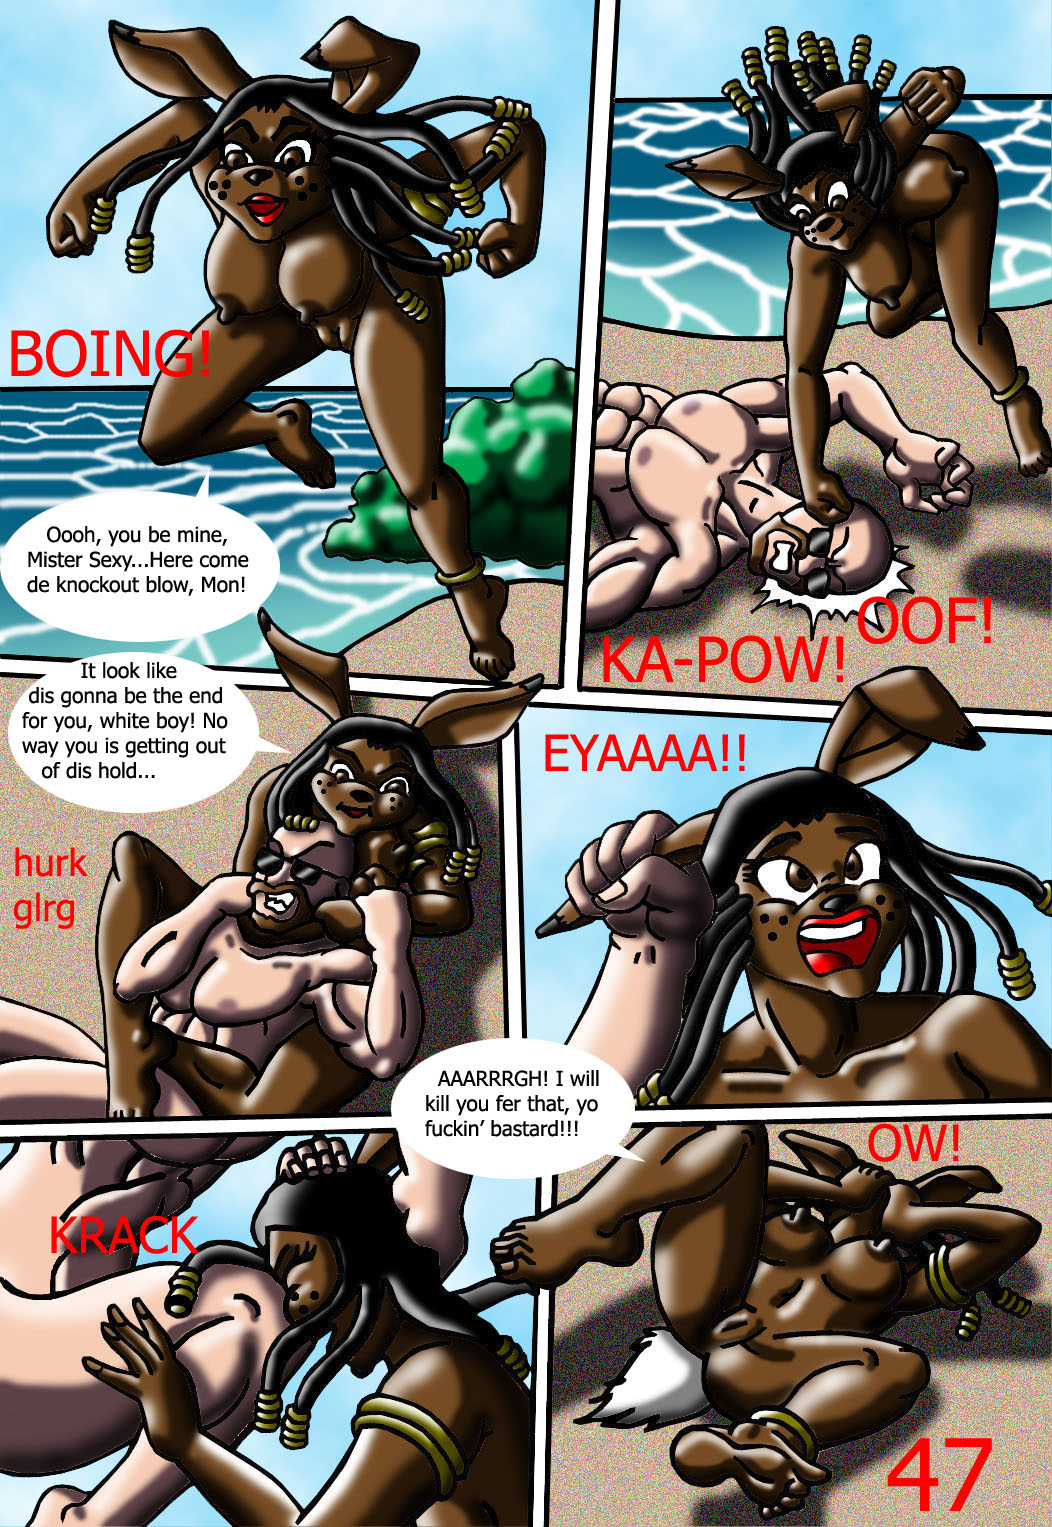 BOING!
Oooh, you be mine,
Mister Sexy...Here come
de knockout blow, Mon!
OOF!
KA-POW!
It look like
dis gonna be the end
for you, white boy! No
way you is getting out
of dis hold...
hurk
glrg
EYAAAA!!
KRACK
AAARRRGH! I will
kill you fer that, yo
fuckin' bastard!!!
OW!
47